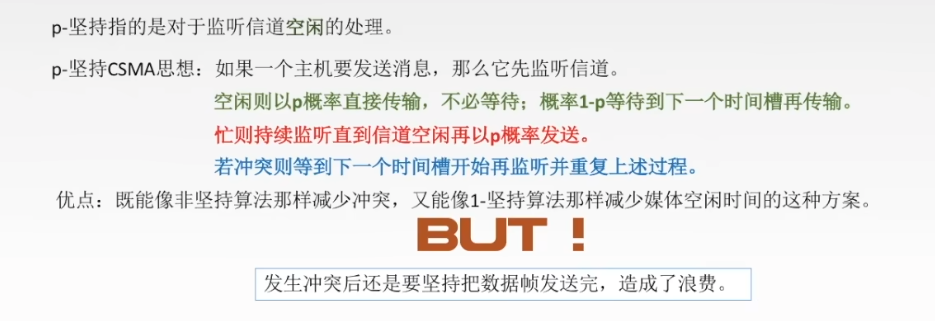 p-坚持指的是对于监听信道空闲的处理。
p-坚持CSMA思想：如果一个主机要发送消息，那么它先监听信道。
空闲则以p概率直接传输，不必等待；概率1-p等待到下一个时间槽再传输。
忙则持续监听直到信道空闲再以p概率发送。
若冲突则等到下一个时间槽开始再监听并重复上述过程。
优点：既能像非坚持算法那样减少冲突，又能像1-坚持算法那样减少媒体空闲时间的这种方案。
BUT！
发生冲突后还是要坚持把数据帧发送完，造成了浪费。